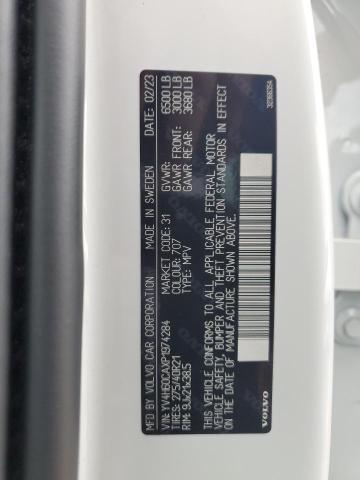 MFD BY VOLVO CAR CORPORATION MADE IN SWEDEN DATE: 02/23
YV4H60CAXP1974284 MARKET CODE: 31 GVWR: 6500 LB
TIRES: 275/40R21 COLOUR: 707 GAWR FRONT: 3000 LB
RIM: 9Jx21x38.5 TYPE: MPV GAWR REAR: 3680 LB
THIS VEHICLE CONFORMS TO ALL APPLICABLE FEDERAL MOTOR
VEHICLE SAFETY, BUMPER AND THEFT PREVENTION STANDARDS IN EFFECT
ON THE DATE OF MANUFACTURE SHOWN ABOVE.
VOLVO